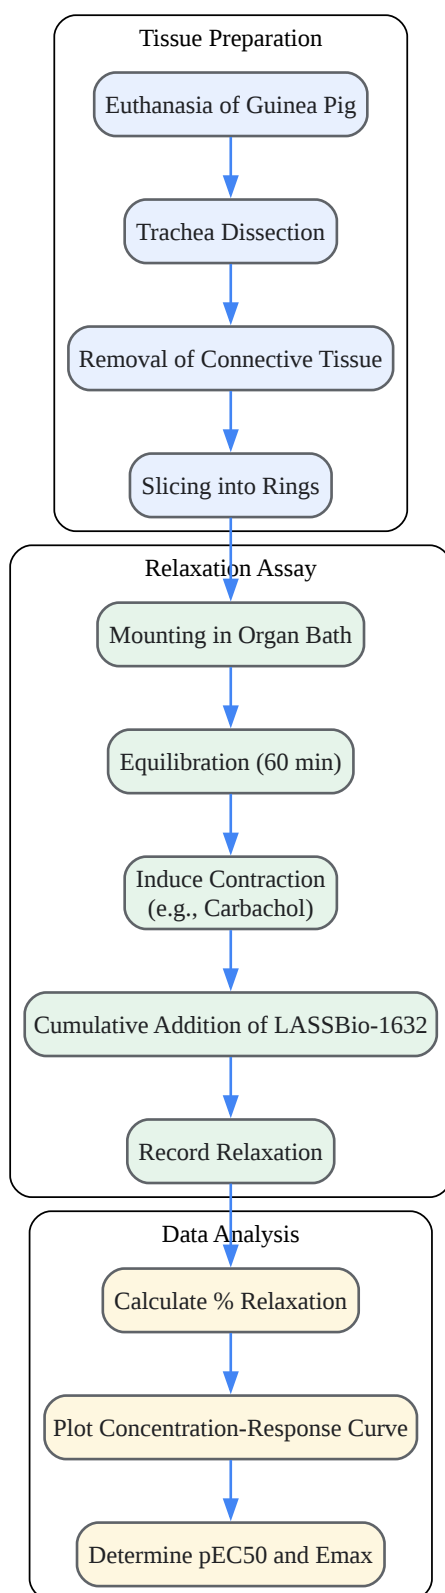 Tissue Preparation
Euthanasia of Guinea Pig
Trachea Dissection
Removal of Connective Tissue
Slicing into Rings
Relaxation Assay
Mounting in Organ Bath
Equilibration (60 min)
Induce Contraction
(e.g., Carbachol)
Cumulative Addition of LASSBio-1632
Record Relaxation
Data Analysis
Calculate % Relaxation
Plot Concentration-Response Curve
Determine pEC50 and Emax